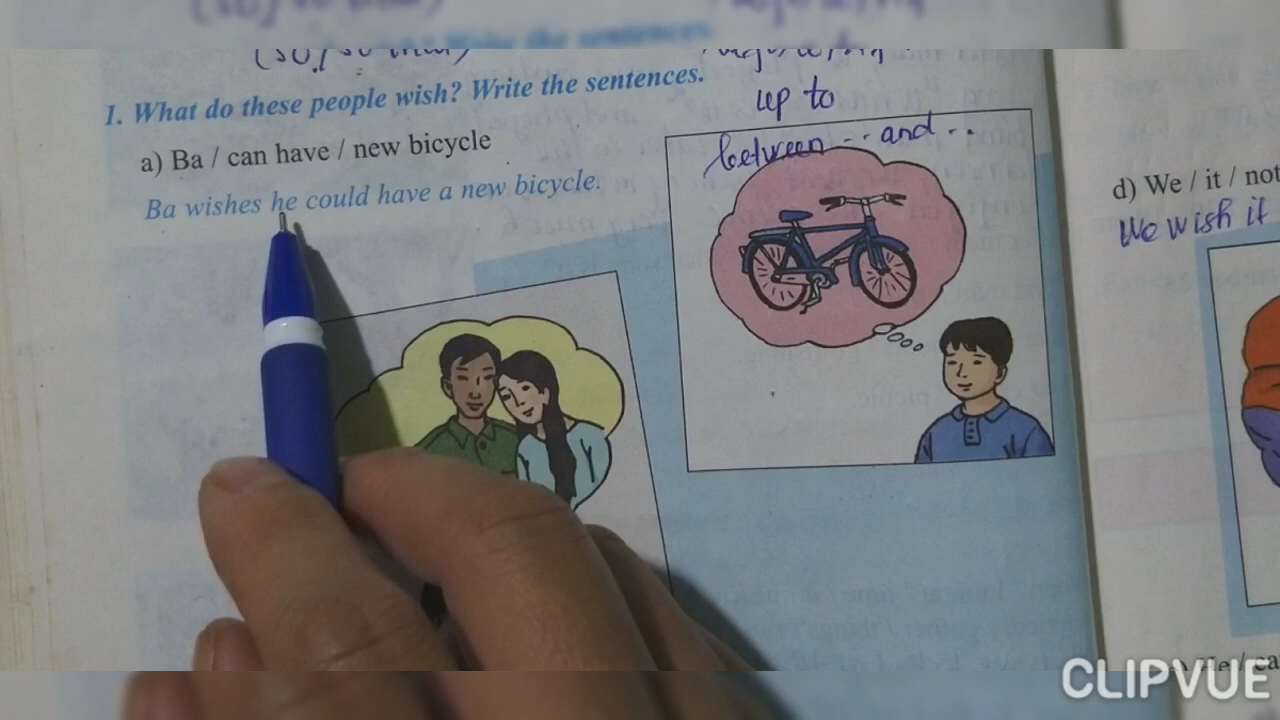 1. What do these people wish? Write the sentences.
up to
between -- and - -
a) Ba / can have / new bicycle
Ba wishes he could have a new bicycle.
d) We / it / not
We wish it
CLIPVUE